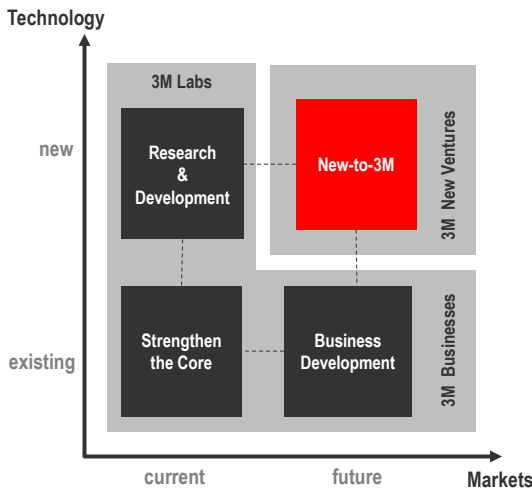 Technology
3M Labs
new
Research
&
Development
New-to-3M
3M New Ventures
existing
Strengthen
the Core
Business
Development
3M Businesses
current
future
Markets